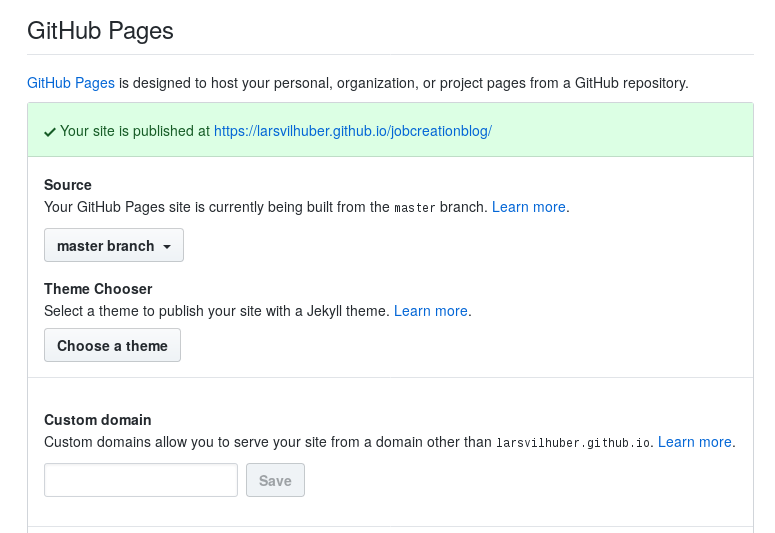 GitHub Pages
GitHub Pages is designed to host your personal, organization, or project pages from a GitHub repository.
Your site is published at https://larsvilhuber.github.io/jobcreationblog/
Source
Your GitHub Pages site is currently being built from the master branch. Learn more.
master branch
Theme Chooser
Select a theme to publish your site with a Jekyll theme. Learn more.
Choose a theme
Custom domain
Custom domains allow you to serve your site from a domain other than larsvilhuber.github.io. Learn more.
Save